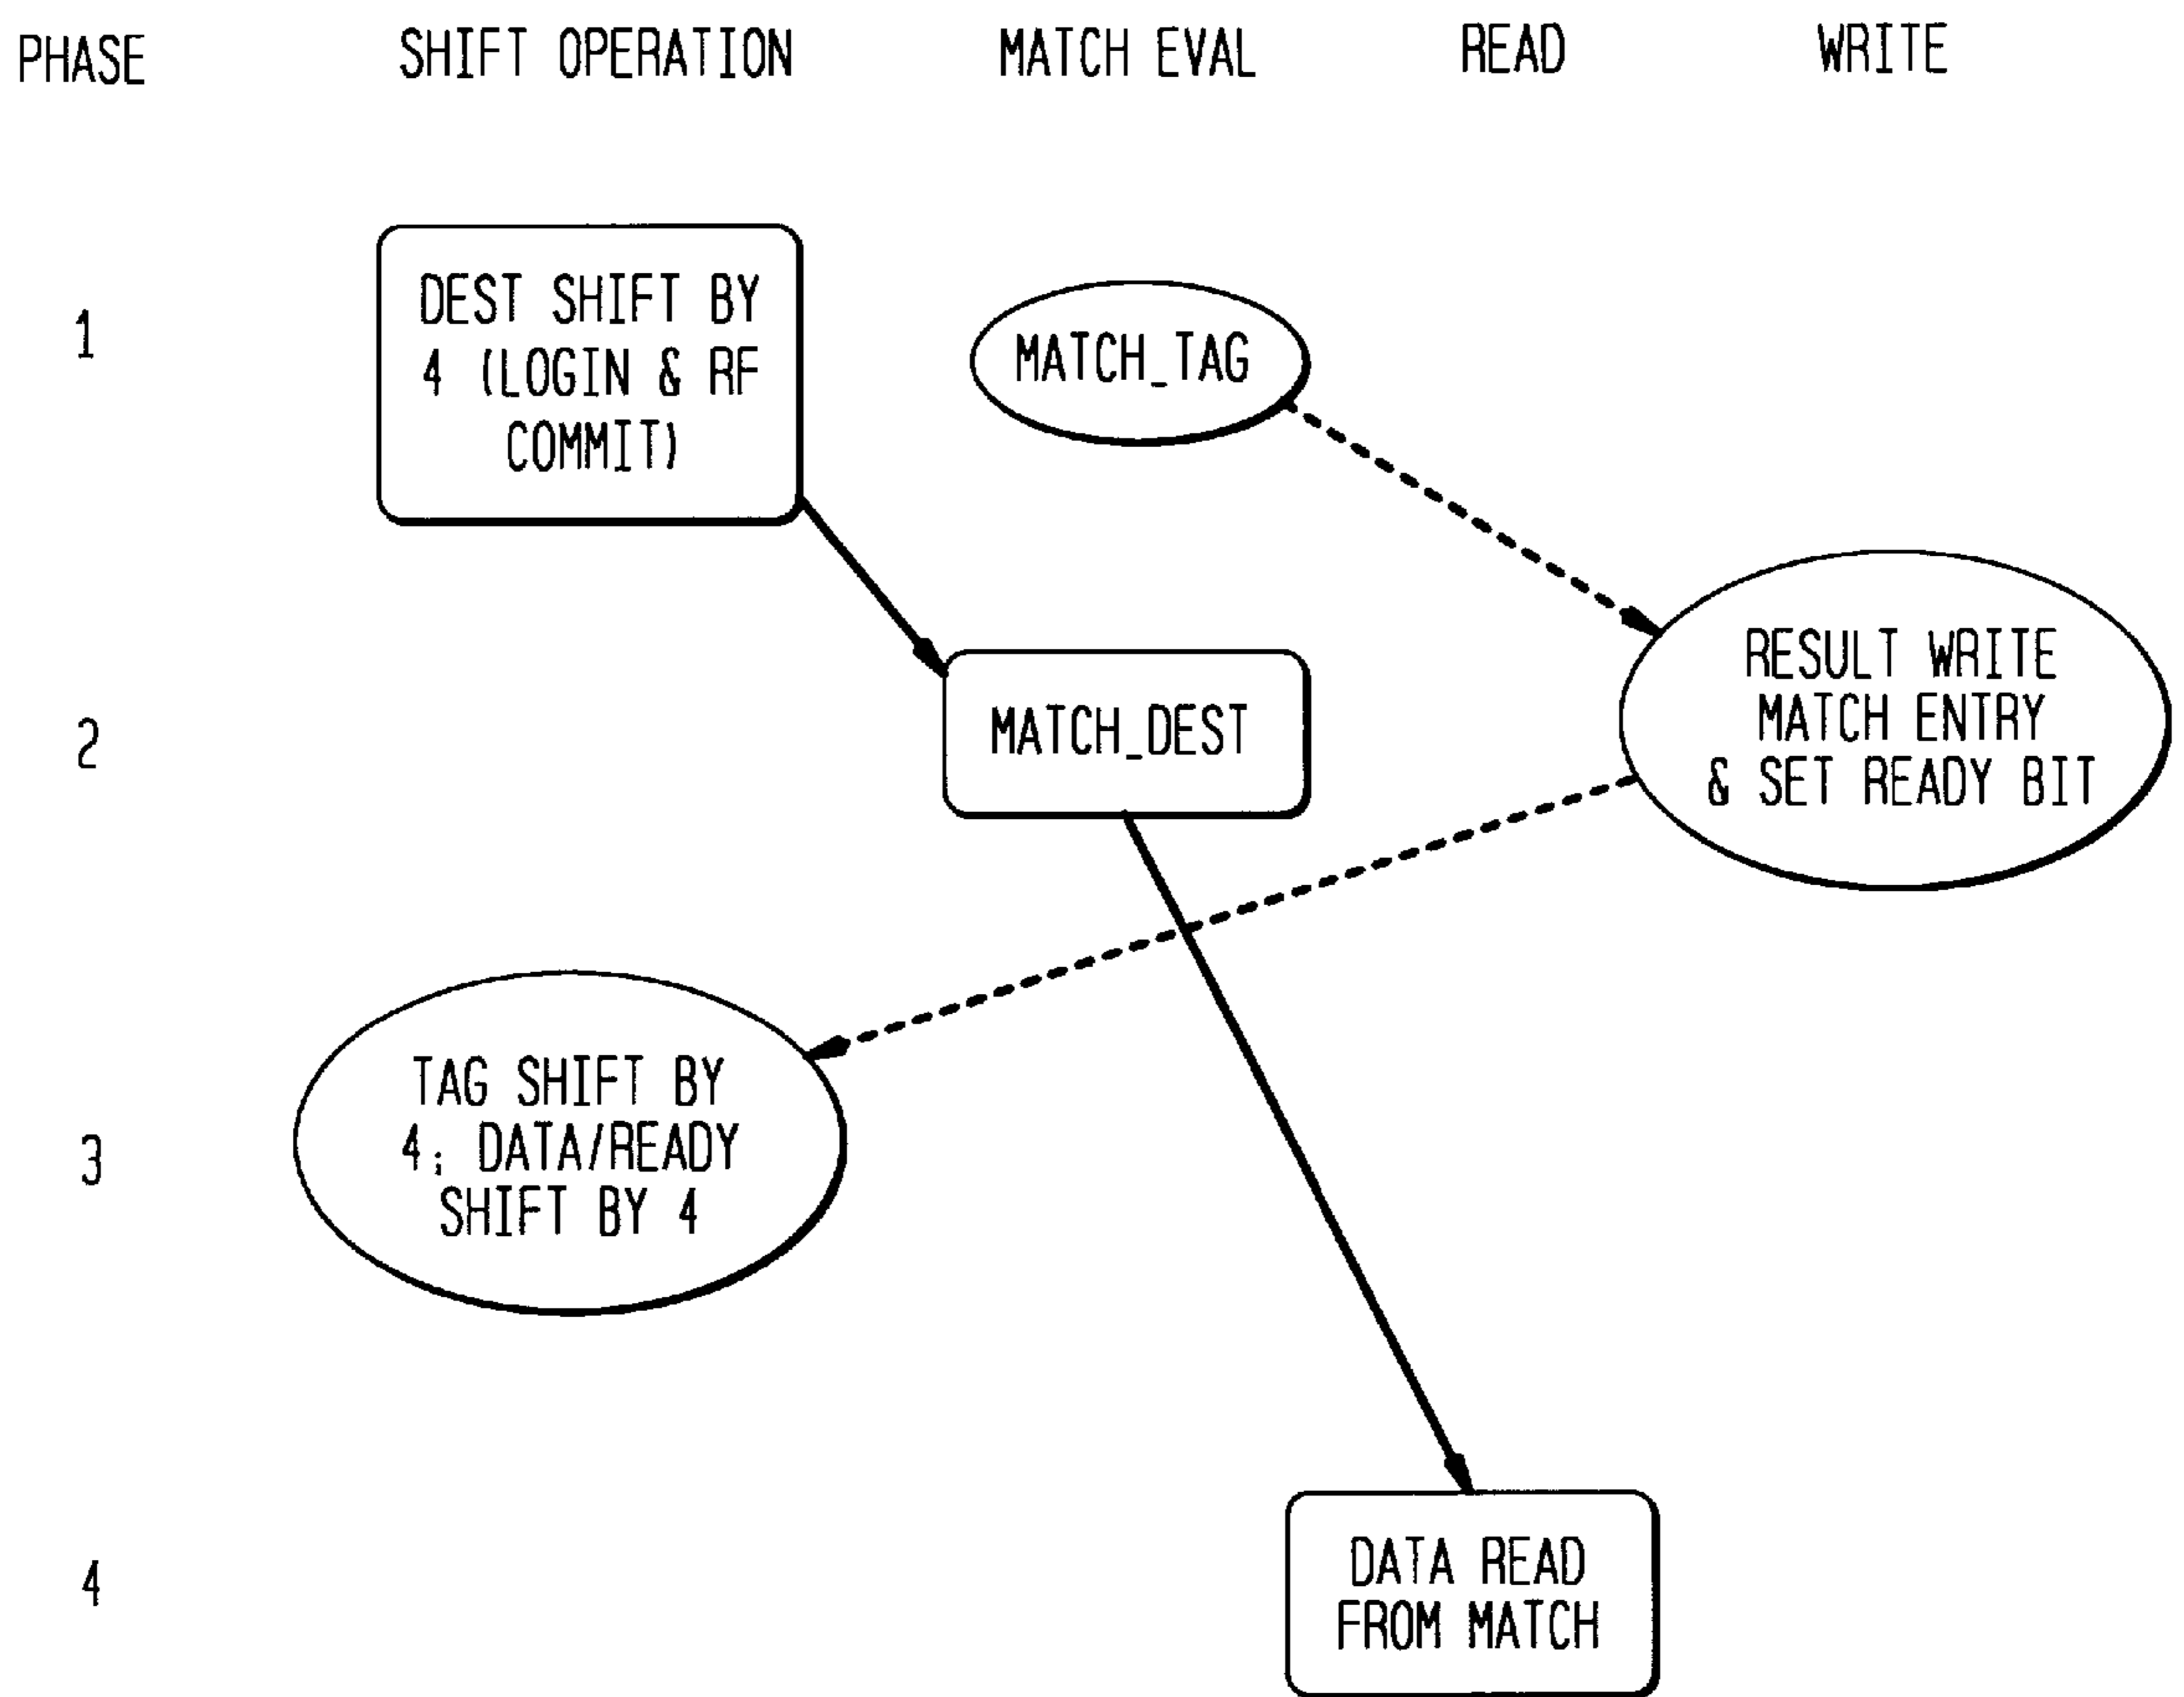 PHASE SHIFT OPERATION MATCH EVAL READ WRITE
1
DEST SHIFT BY
4 (LOGIN & RF
COMMIT)
MATCH_TAG
2
MATCH_DEST
RESULT WRITE
MATCH ENTRY
& SET READY BIT
3
TAG SHIFT BY
4; DATA/READY
SHIFT BY 4
4
DATA READ
FROM MATCH